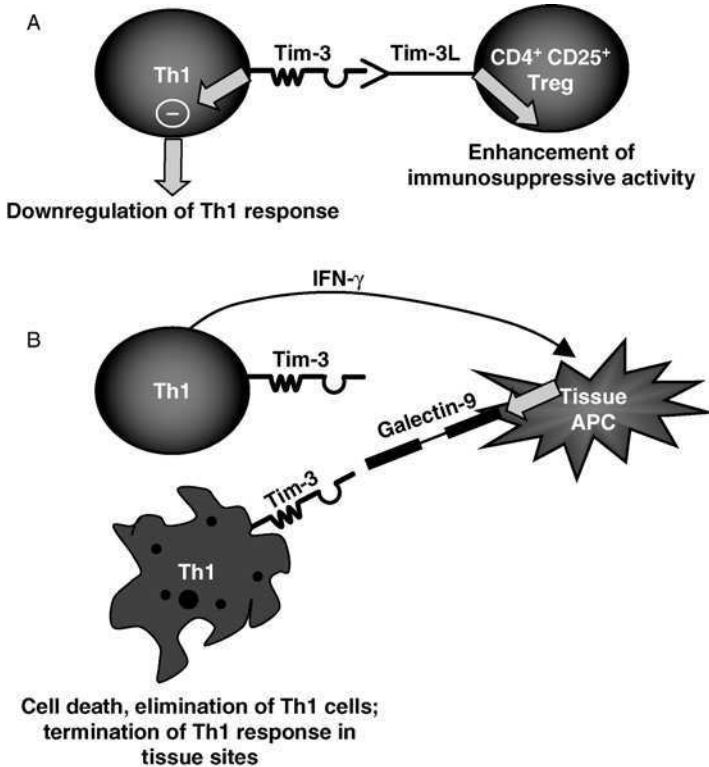 A
Th1
–
Tim-3
Tim-3L
CD4⁺ CD25⁺
Treg
Downregulation of Th1 response
Enhancement of
immunosuppressive activity
B
IFN-γ
Th1
Tim-3
Tissue
APC
Galectin-9
Tim-3
Th1
Cell death, elimination of Th1 cells;
termination of Th1 response in
tissue sites